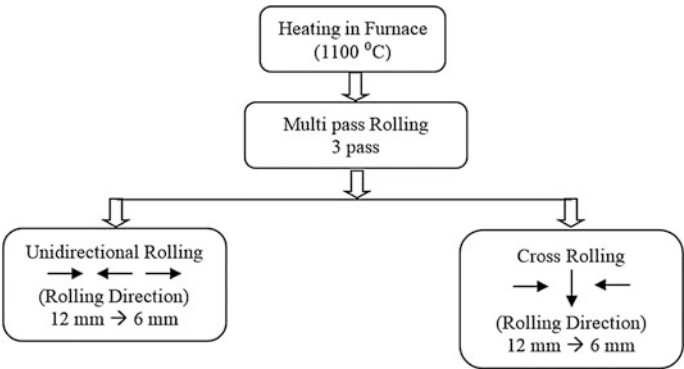 Heating in Furnace
(1100 ⁰C)
Multi pass Rolling
3 pass
Unidirectional Rolling
(Rolling Direction)
12 mm → 6 mm
Cross Rolling
(Rolling Direction)
12 mm → 6 mm